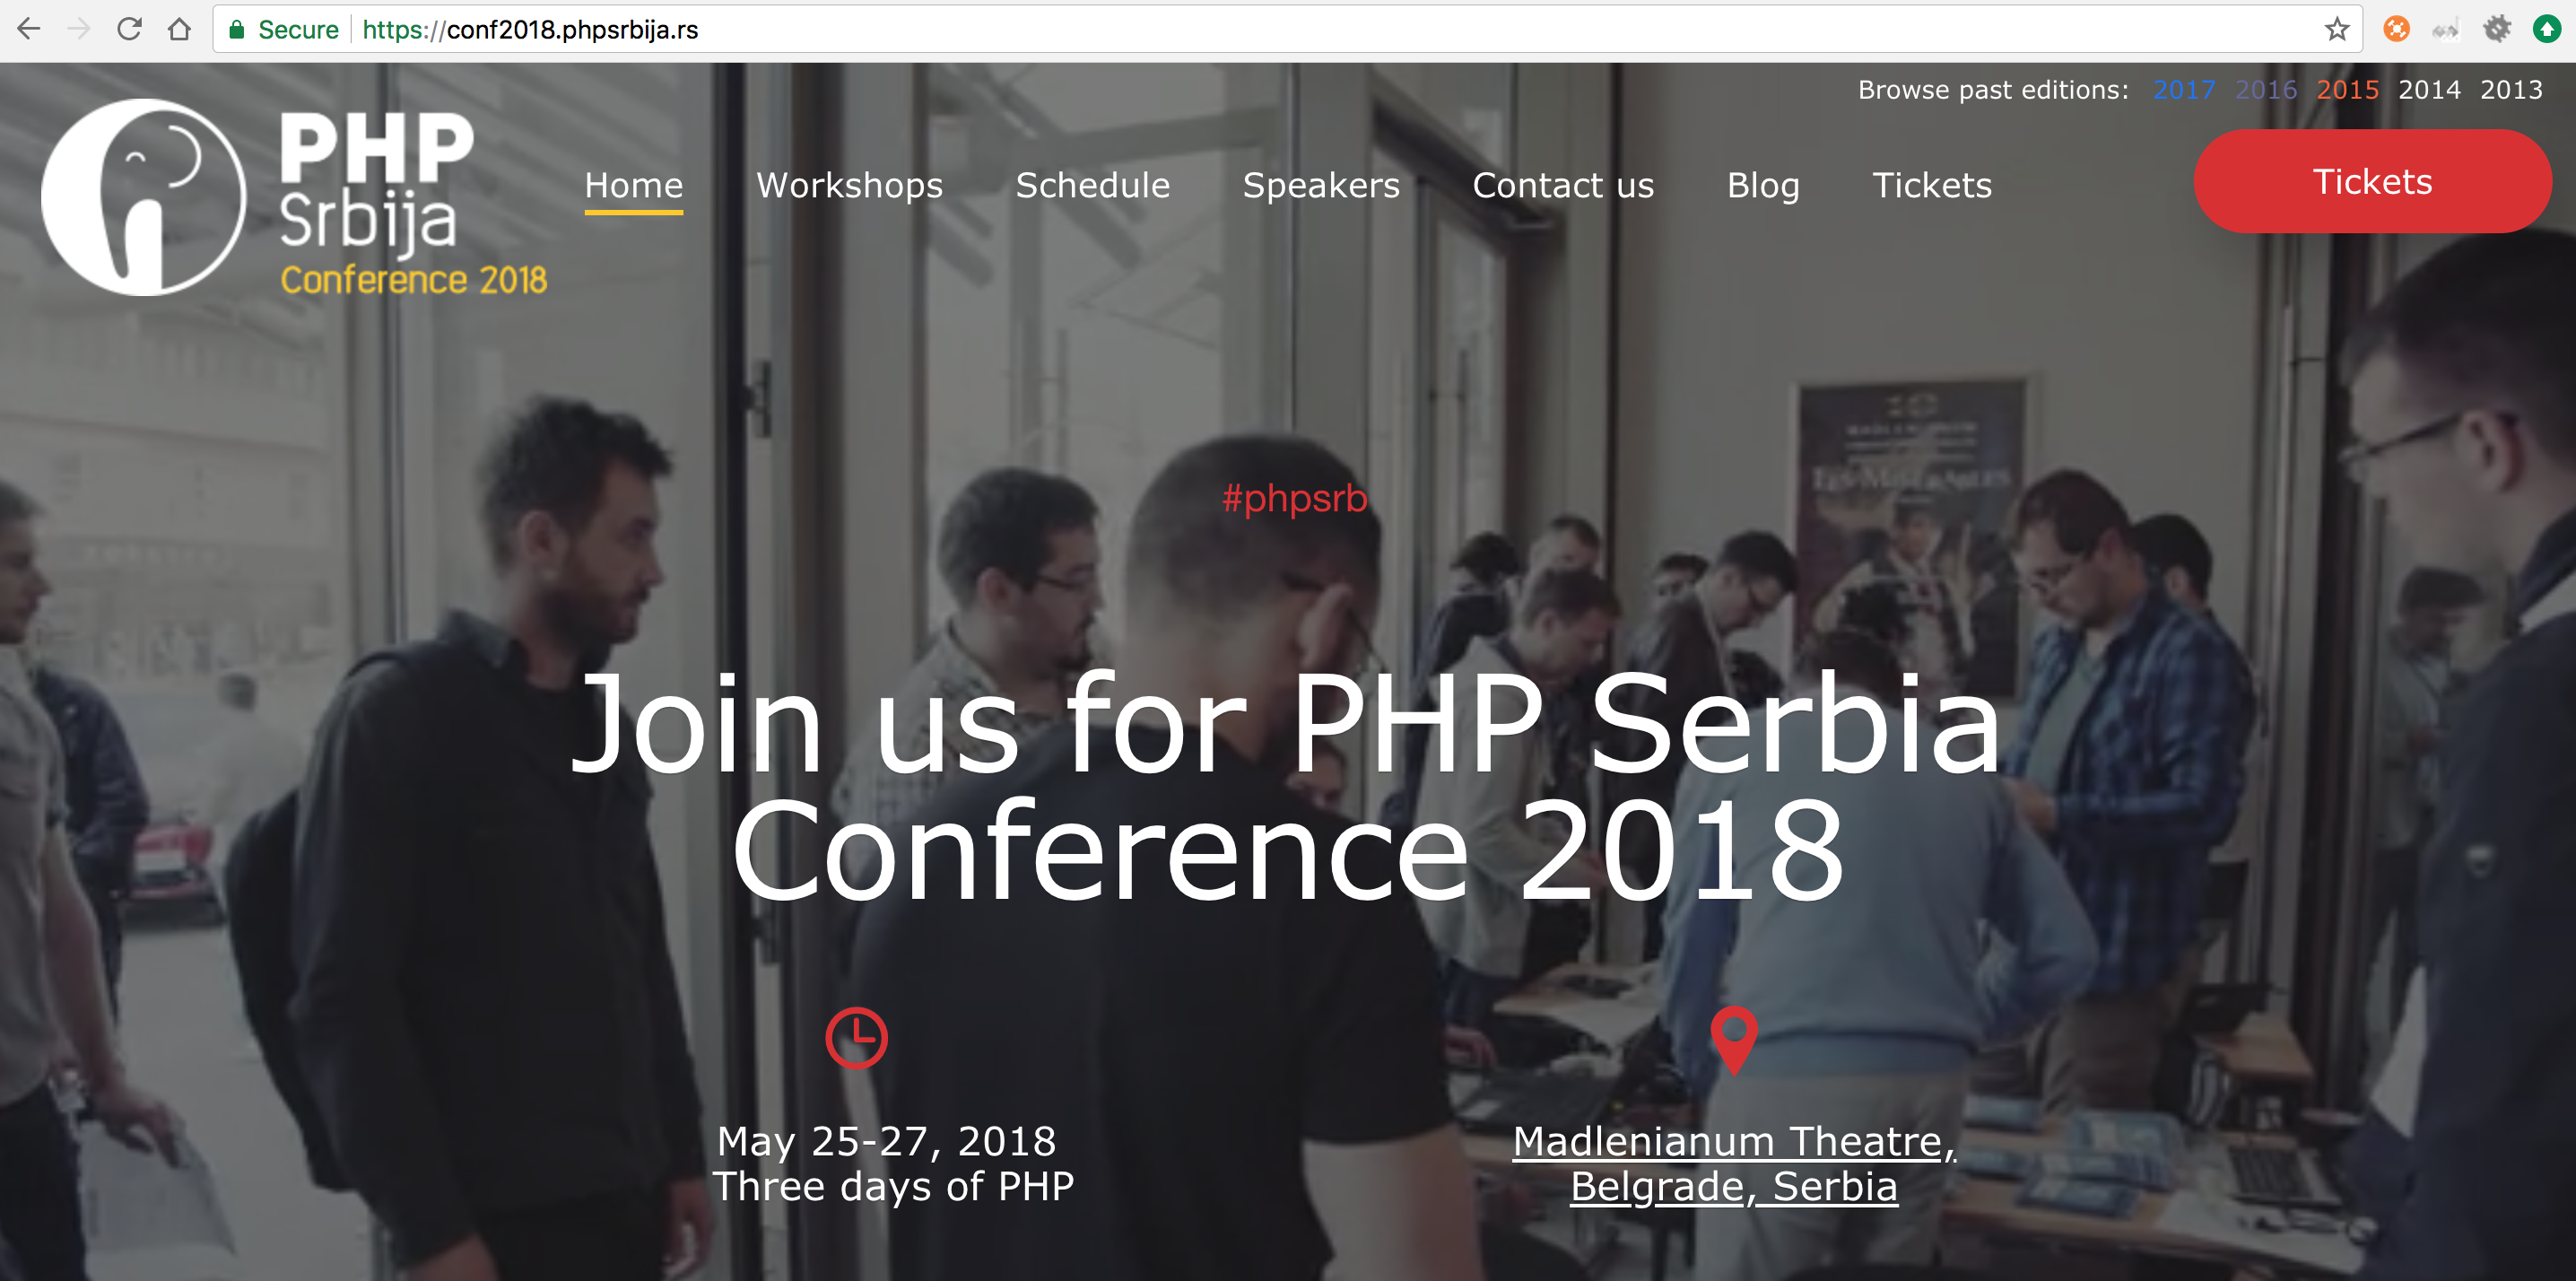 Secure https://conf2018.phpsrbija.rs
Browse past editions: 2017 2016 2015 2014 2013
PHP
Srbija
Conference 2018
Home Workshops Schedule Speakers Contact us Blog Tickets
Tickets
#phpsrb
Join us for PHP Serbia
Conference 2018
May 25-27, 2018
Three days of PHP
Madlenianum Theatre,
Belgrade, Serbia